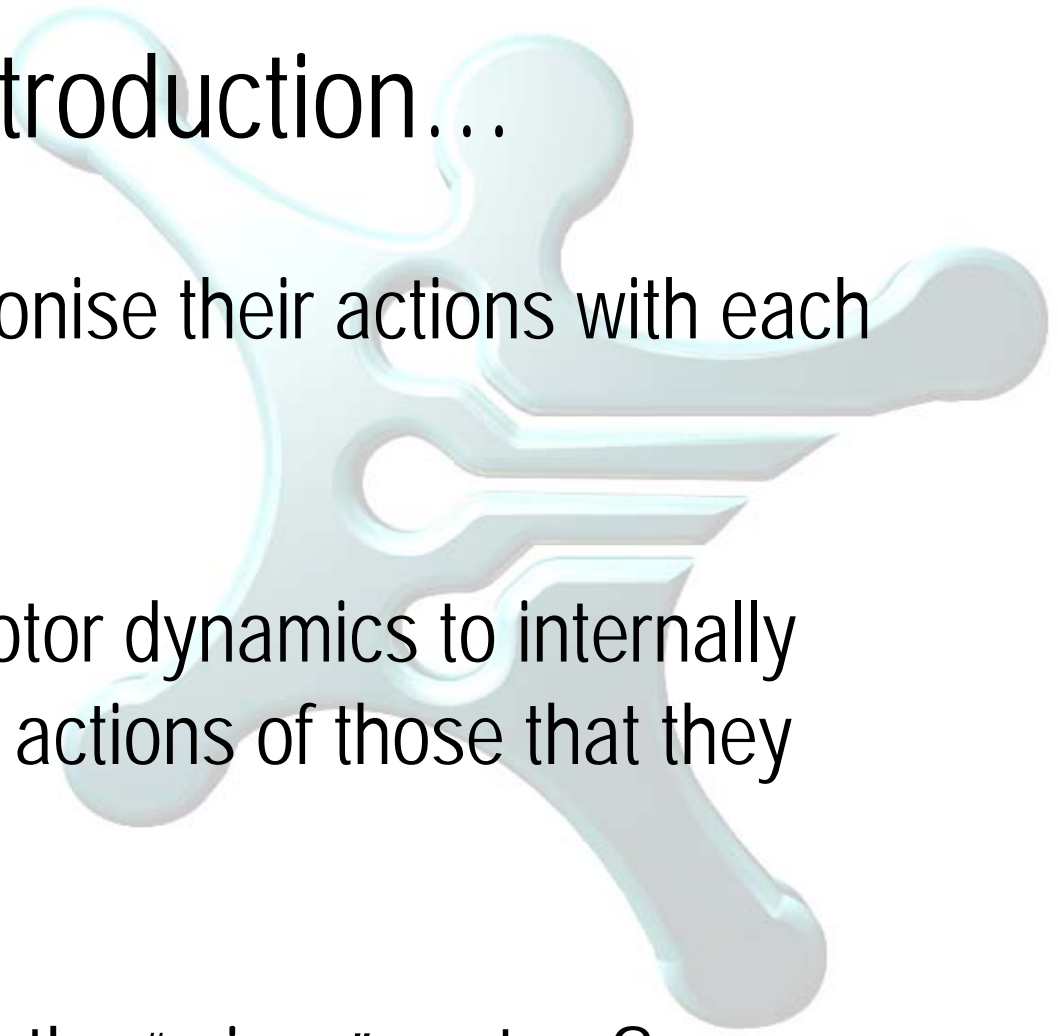 troduction…
onise their actions with each
otor dynamics to internally
actions of those that they